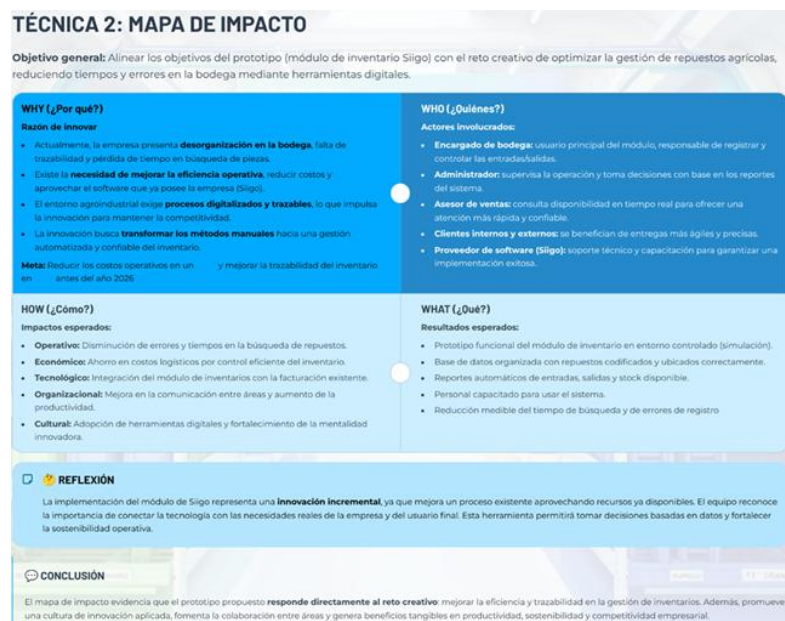 TÉCNICA 2: MAPA DE IMPACTO
Objetivo general: Alinear los objetivos del prototipo (módulo de inventario Siigo) con el reto creativo de optimizar la gestión de repuestos agrícolas,
reduciendo tiempos y errores en la bodega mediante herramientas digitales.
WHY (¿Por qué?)
Razón de innovar
• Actualmente, la empresa presenta desorganización en la bodega, falta de
trazabilidad y pérdida de tiempo en búsqueda de piezas.
• Existe la necesidad de mejorar la eficiencia operativa, reducir costos y
aprovechar el software que ya posee la empresa (Siigo).
• El entorno agroindustrial exige procesos digitalizados y trazables, lo que impulsa
la innovación para mantener la competitividad.
• La innovación busca transformar los métodos manuales hacia una gestión
automatizada y confiable del inventario.
Meta: Reducir los costos operativos en un y mejorar la trazabilidad del inventario
en antes del año 2026
WHO (¿Quiénes?)
Actores involucrados:
• Encargado de bodega: usuario principal del módulo, responsable de registrar y
controlar las entradas/salidas.
• Administrador: supervisa la operación y toma decisiones con base en los reportes
del sistema.
• Asesor de ventas: consulta disponibilidad en tiempo real para ofrecer una
atención más rápida y confiable.
• Clientes internos y externos: se benefician de entregas más ágiles y precisas.
• Proveedor de software (Siigo): soporte técnico y capacitación para garantizar una
implementación exitosa.
HOW (¿Cómo?)
Impactos esperados:
• Operativo: Disminución de errores y tiempos en la búsqueda de repuestos.
• Económico: Ahorro en costos logísticos por control eficiente del inventario.
• Tecnológico: Integración del módulo de inventarios con la facturación existente.
• Organizacional: Mejora en la comunicación entre áreas y aumento de la
productividad.
• Cultural: Adopción de herramientas digitales y fortalecimiento de la mentalidad
innovadora.
WHAT (¿Qué?)
Resultados esperados:
• Prototipo funcional del módulo de inventario en entorno controlado (simulación).
• Base de datos organizada con repuestos codificados y ubicados correctamente.
• Reportes automáticos de entradas, salidas y stock disponible.
• Personal capacitado para usar el sistema.
• Reducción medible del tiempo de búsqueda y de errores de registro
🤔 REFLEXIÓN
La implementación del módulo de Siigo representa una innovación incremental, ya que mejora un proceso existente aprovechando recursos ya disponibles. El equipo reconoce
la importancia de conectar la tecnología con las necesidades reales de la empresa y del usuario final. Esta herramienta permitirá tomar decisiones basadas en datos y fortalecer
la sostenibilidad operativa.
💬 CONCLUSIÓN
El mapa de impacto evidencia que el prototipo propuesto responde directamente al reto creativo: mejorar la eficiencia y trazabilidad en la gestión de inventarios. Además, promueve
una cultura de innovación aplicada, fomenta la colaboración entre áreas y genera beneficios tangibles en productividad, sostenibilidad y competitividad empresarial.